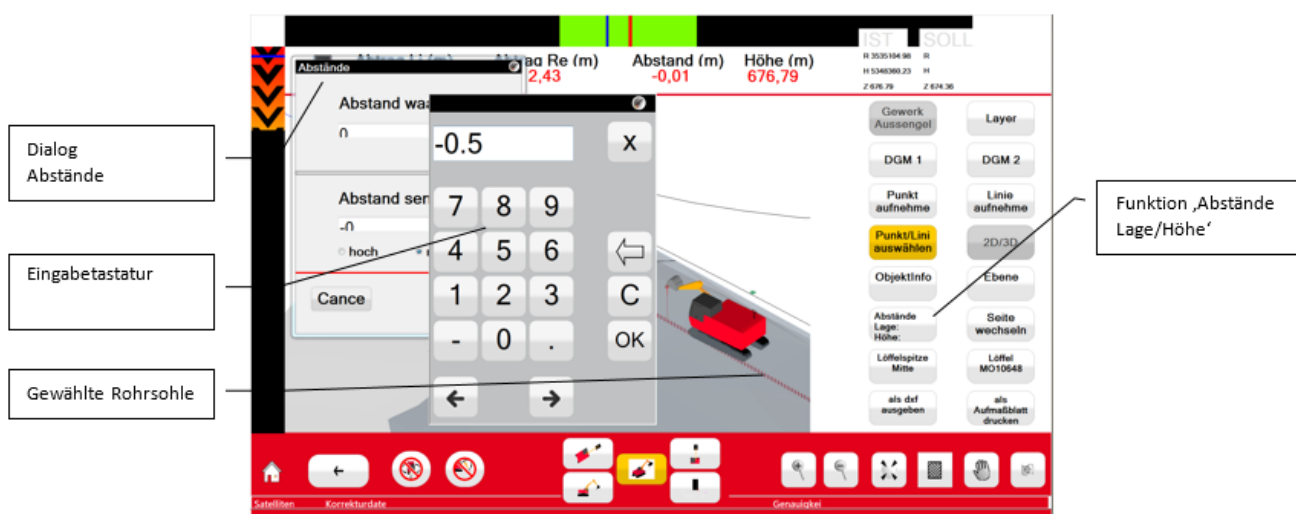 IST SOLL
Abtrag Re (m) Abstand (m) Höhe (m)
2,43 -0,01 676,79
R 3535104.98 R
H 5348360.23 H
Z 676.79 Z 674.36
Abstände
Abstand waa
0
Abstand sen
-0
hoch
Cance
-0.5 X
7 8 9
4 5 6
1 2 3 C
- 0 . OK
Gewerk
Aussengel
Layer
DGM 1
DGM 2
Punkt
aufnehme
Linie
aufnehme
Punkt/Lini
auswählen
2D/3D
ObjektInfo
Ebene
Abstände
Lage:
Höhe:
Seite
wechseln
Löffelspitze
Mitte
Löffel
MO10648
als dxf
ausgeben
als
Aufmaßblatt
drucken
Dialog
Abstände
Eingabetastatur
Gewählte Rohrsohle
Funktion ‚Abstände
Lage/Höhe‘
Satelliten Korrekturdate Genauigkei